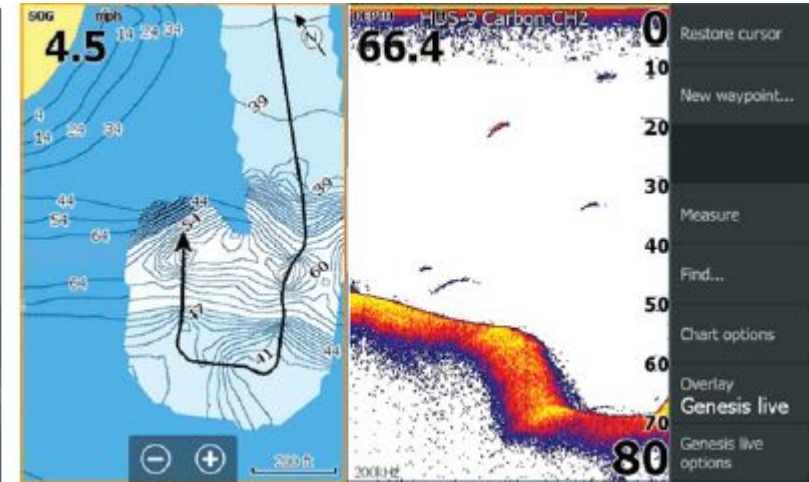 SOG mph
4.5
14 24 34
4
14
24
34
44
54
64
64
44
54
47
41
44
39
39
60
N
200 ft
DEPTH
66.4
HUS-9 Carbon CH2
0
10
20
30
40
50
60
70
80
200kHz
Restore cursor
New waypoint...
Measure
Find...
Chart options
Overlay
Genesis live
Genesis live
options